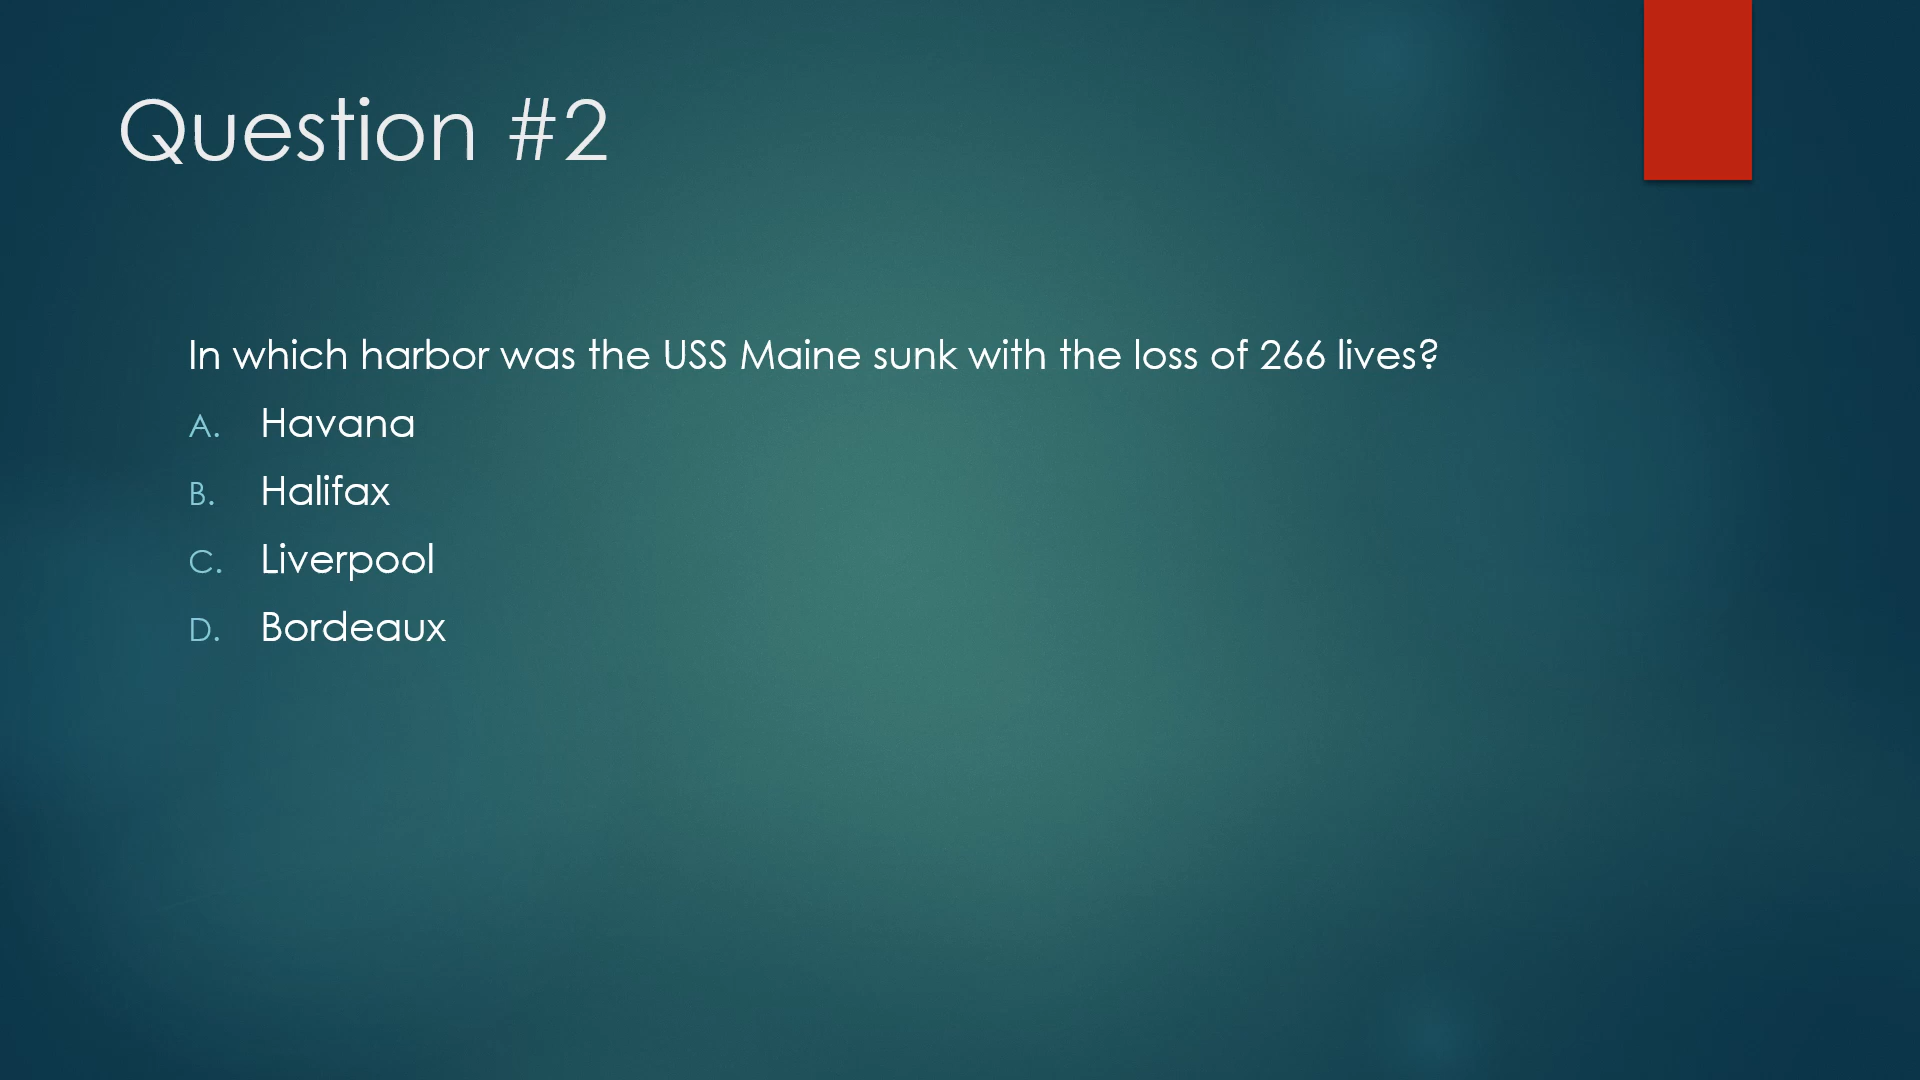 Question #2
In which harbor was the USS Maine sunk with the loss of 266 lives?
A. Havana
B. Halifax
C. Liverpool
D. Bordeaux